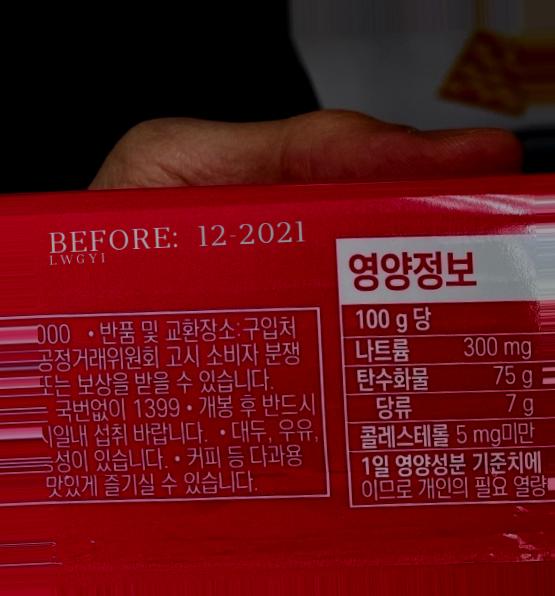 BEFORE: 12-2021
LWGYI
000 • 반품 및 교환장소:구입처
공정거래위원회 고시 소비자 분쟁
또는 보상을 받을 수 있습니다.
국번없이 1399 • 개봉 후 반드시
시일내 섭취 바랍니다. • 대두, 우유,
성이 있습니다. • 커피 등 다과용
맛있게 즐기실 수 있습니다.
영양정보
100 g 당
나트륨 300 mg
탄수화물 75 g
당류 7 g
콜레스테롤 5 mg미만
1일 영양성분 기준치에
이므로 개인의 필요 열량